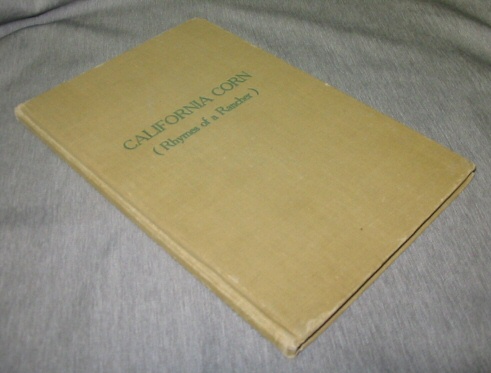 CALIFORNIA CORN
(Rhymes of a Rancher)